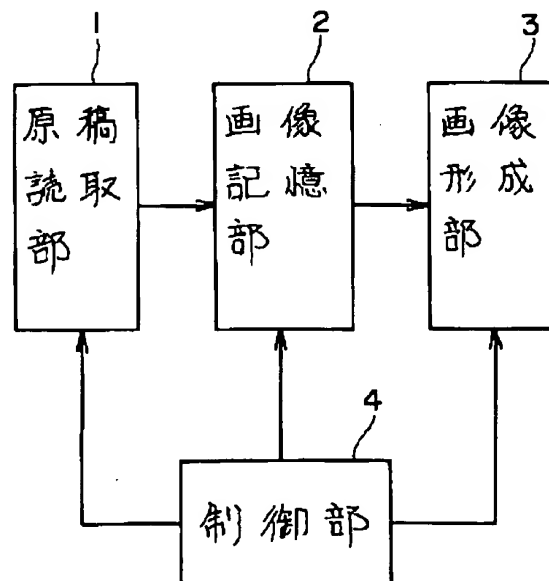 1
原稿
読取
部
2
画像
記憶
部
3
画像
形成
部
4
制御部